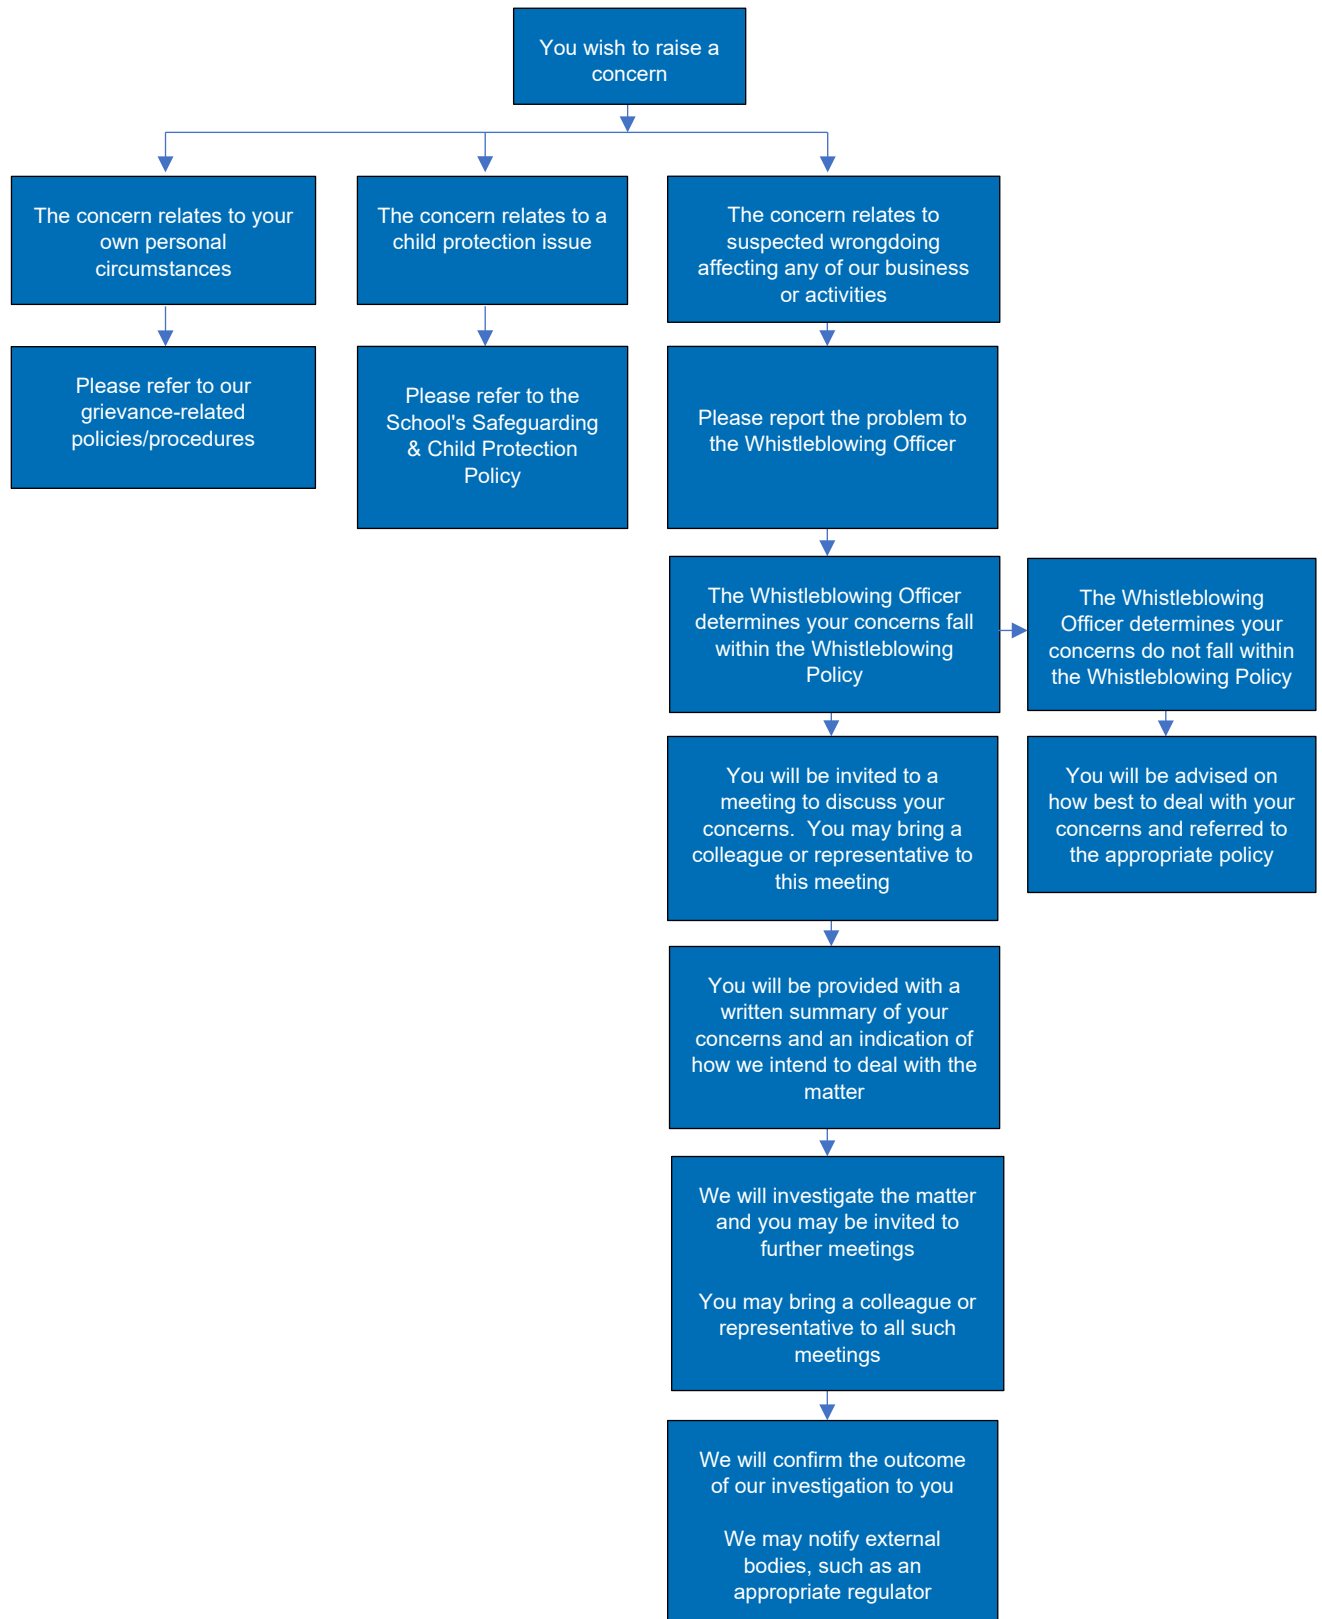 You wish to raise a
concern
The concern relates to your
own personal
circumstances
The concern relates to a
child protection issue
The concern relates to
suspected wrongdoing
affecting any of our business
or activities
Please refer to our
grievance-related
policies/procedures
Please refer to the
School's Safeguarding
& Child Protection
Policy
Please report the problem to
the Whistleblowing Officer
The Whistleblowing Officer
determines your concerns fall
within the Whistleblowing
Policy
The Whistleblowing
Officer determines your
concerns do not fall within
the Whistleblowing Policy
You will be invited to a
meeting to discuss your
concerns.  You may bring a
colleague or representative to
this meeting
You will be advised on
how best to deal with your
concerns and referred to
the appropriate policy
You will be provided with a
written summary of your
concerns and an indication of
how we intend to deal with the
matter
We will investigate the matter
and you may be invited to
further meetings
You may bring a colleague or
representative to all such
meetings
We will confirm the outcome
of our investigation to you
We may notify external
bodies, such as an
appropriate regulator